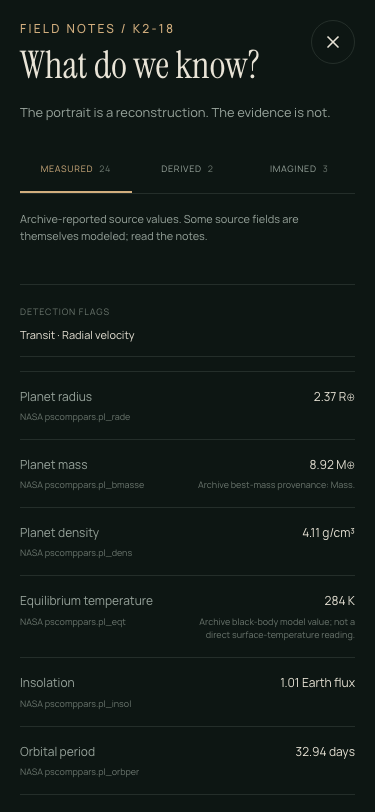 FIELD NOTES / K2-18
What do we know?
The portrait is a reconstruction. The evidence is not.
MEASURED 24
DERIVED 2
IMAGINED 3
Archive-reported source values. Some source fields are
themselves modeled; read the notes.
DETECTION FLAGS
Transit · Radial velocity
Planet radius
2.37 R⊕
NASA pscomppars.pl_rade
Planet mass
8.92 M⊕
NASA pscomppars.pl_bmasse
Archive best-mass provenance: Mass.
Planet density
4.11 g/cm³
NASA pscomppars.pl_dens
Equilibrium temperature
284 K
NASA pscomppars.pl_eqt
Archive black-body model value; not a
direct surface-temperature reading.
Insolation
1.01 Earth flux
NASA pscomppars.pl_insol
Orbital period
32.94 days
NASA pscomppars.pl_orbper